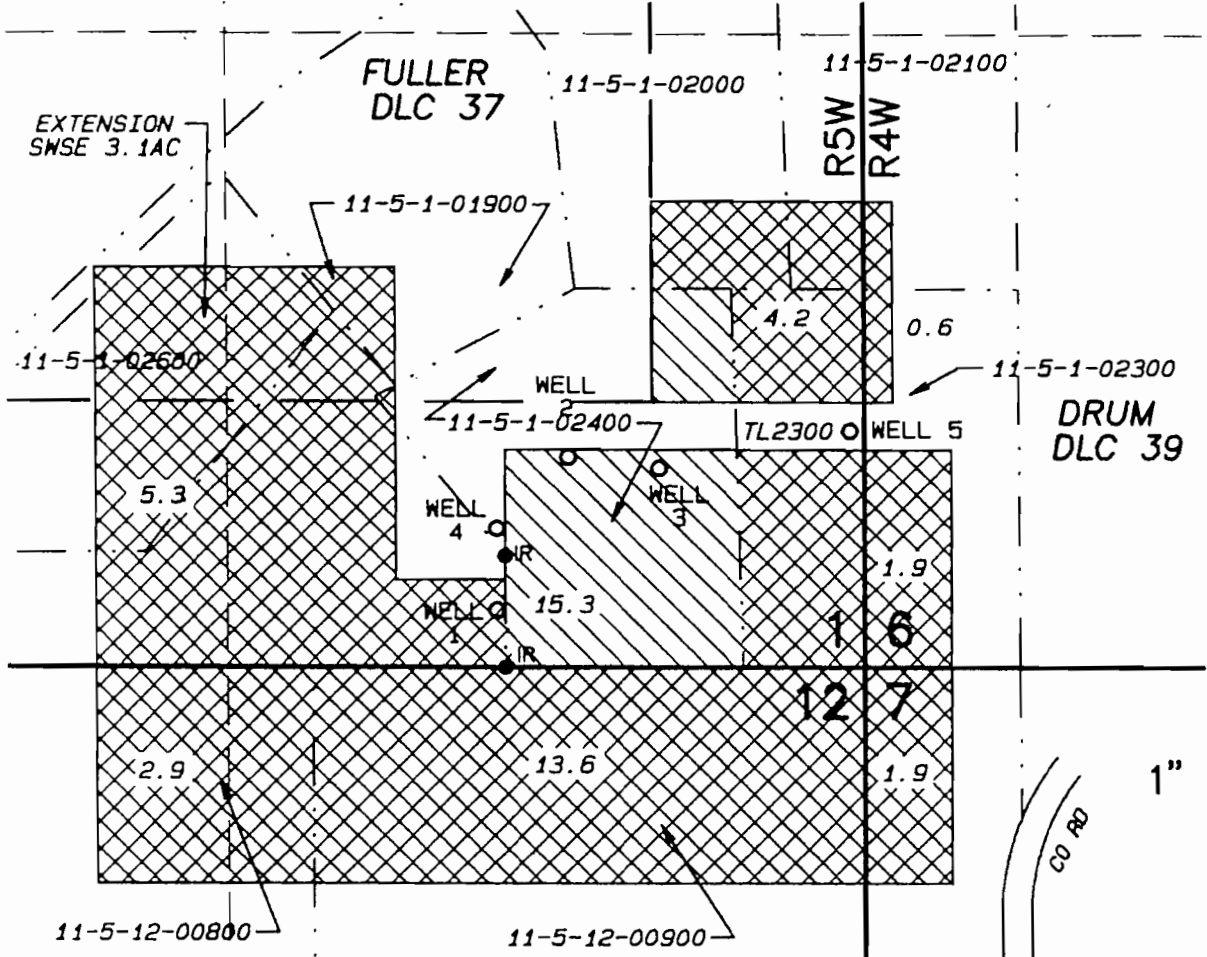 FULLER
DLC 37
11-5-1-02000
11-5-1-02100
EXTENSION
SWSE 3.1AC
R5W
R4W
11-5-1-01900
4.2
0.6
11-5-1-02600
WELL
2
11-5-1-02300
11-5-1-02400
TL2300
WELL 5
DRUM
DLC 39
5.3
WELL
3
WELL
4
IR
1.9
WELL
1
15.3
1
6
IR
12
7
2.9
13.6
1.9
1"
CO RD
11-5-12-00800
11-5-12-00900